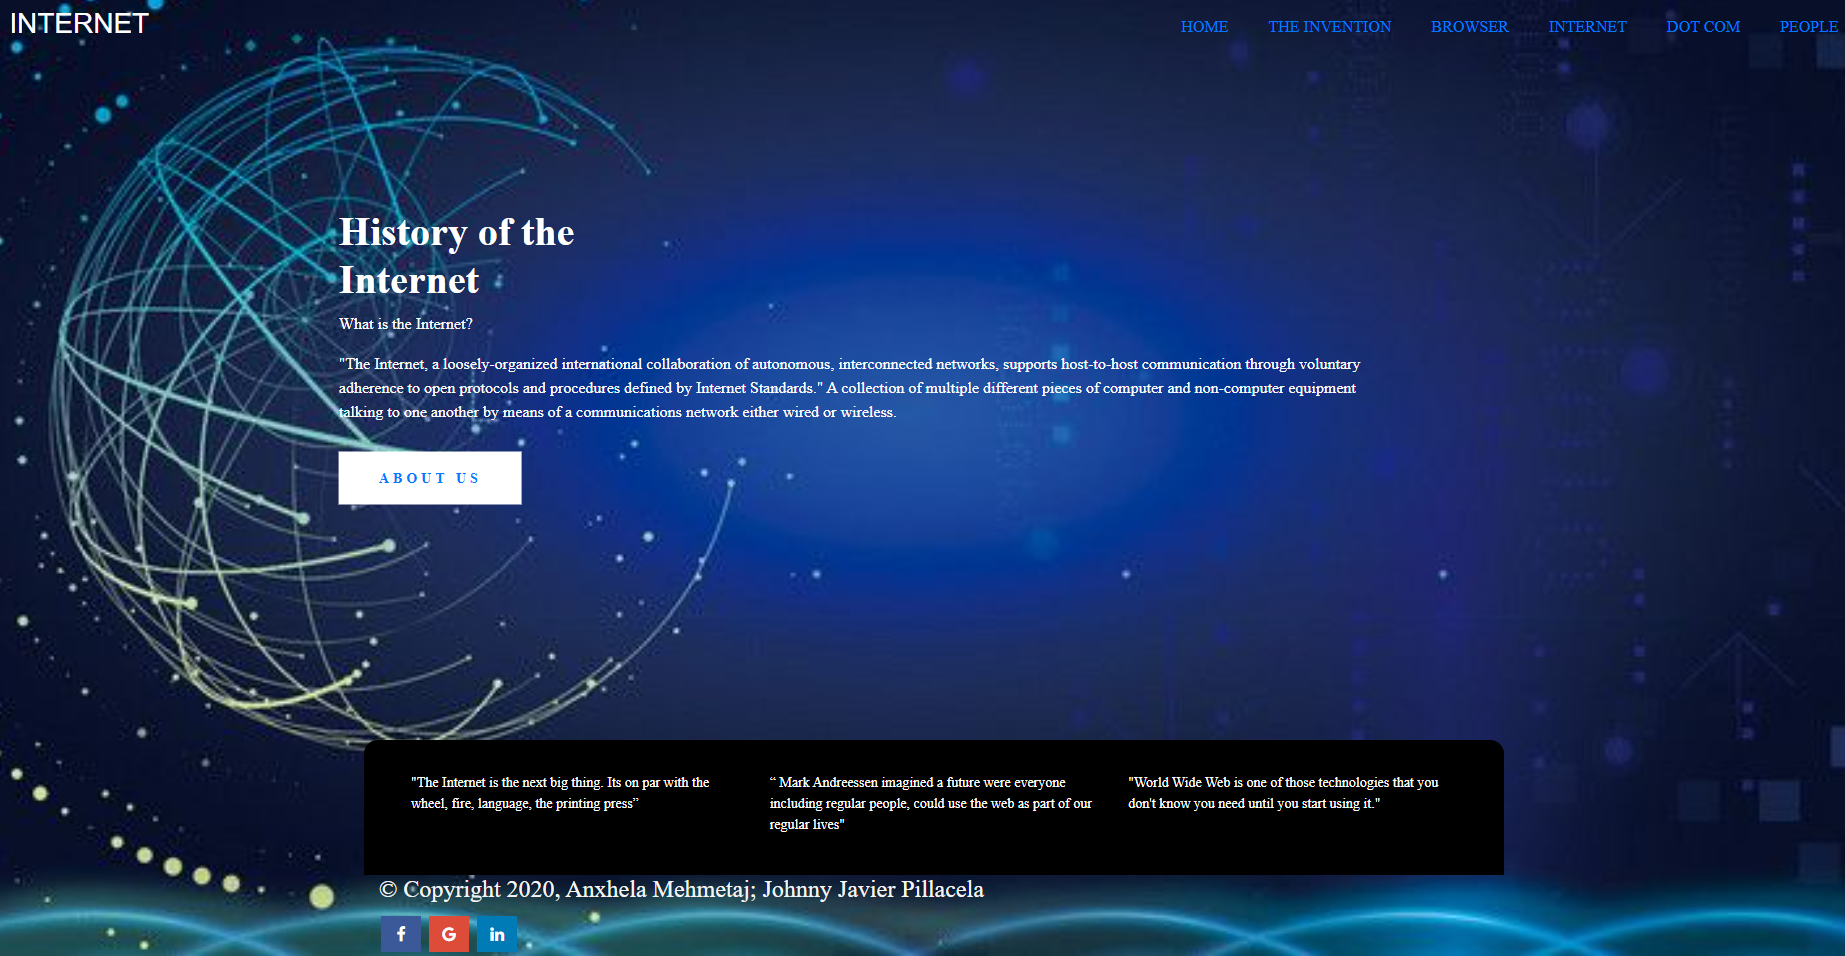 INTERNET
HOME THE INVENTION BROWSER INTERNET DOT COM PEOPLE
History of the
Internet
What is the Internet?
"The Internet, a loosely-organized international collaboration of autonomous, interconnected networks, supports host-to-host communication through voluntary
adherence to open protocols and procedures defined by Internet Standards." A collection of multiple different pieces of computer and non-computer equipment
talking to one another by means of a communications network either wired or wireless.
ABOUT US
"The Internet is the next big thing. Its on par with the
wheel, fire, language, the printing press”
“ Mark Andreessen imagined a future were everyone
including regular people, could use the web as part of our
regular lives"
"World Wide Web is one of those technologies that you
don't know you need until you start using it."
© Copyright 2020, Anxhela Mehmetaj; Johnny Javier Pillacela
f G in